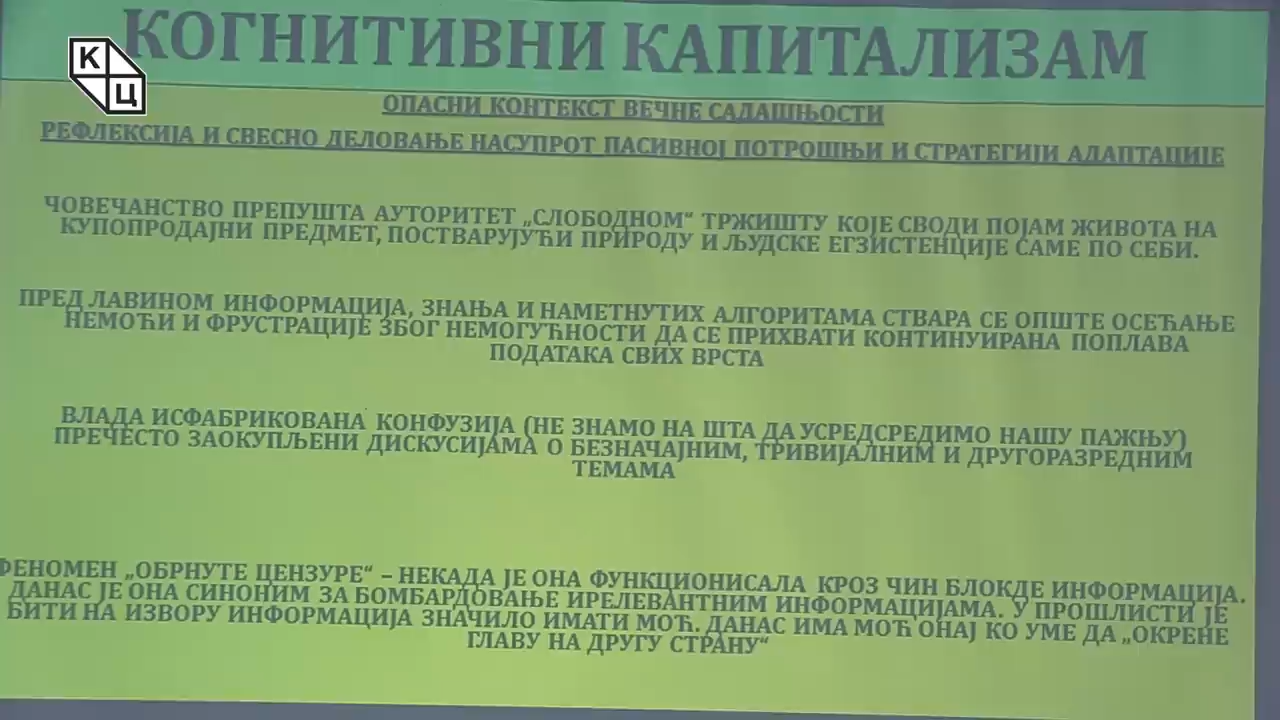 КОГНИТИВНИ КАПИТАЛИЗАМ
К
Ц
ОПАСНИ КОНТЕКСТ ВЕЧНЕ САДАШЊОСТИ
РЕФЛЕКСИЈА И СВЕСНО ДЕЛОВАЊЕ НАСУПРОТ ПАСИВНОЈ ПОТРОШЊИ И СТРАТЕГИЈИ АДАПТАЦИЈЕ
ЧОВЕЧАНСТВО ПРЕПУШТА АУТОРИТЕТ „СЛОБОДНОМ“ ТРЖИШТУ КОЈЕ СВОДИ ПОЈАМ ЖИВОТА НА
КУПОПРОДАЈНИ ПРЕДМЕТ, ПОСТВАРУЈУЋИ ПРИРОДУ И ЉУДСКЕ ЕГЗИСТЕНЦИЈЕ САМЕ ПО СЕБИ.
ПРЕД ЛАВИНОМ ИНФОРМАЦИЈА, ЗНАЊА И НАМЕТНУТИХ АЛГОРИТАМА СТВАРА СЕ ОПШТЕ ОСЕЋАЊЕ
НЕМОЋИ И ФРУСТРАЦИЈЕ ЗБОГ НЕМОГУЋНОСТИ ДА СЕ ПРИХВАТИ КОНТИНУИРАНА ПОПЛАВА
ПОДАТАКА СВИХ ВРСТА
ВЛАДА ИСФАБРИКОВАНА КОНФУЗИЈА (НЕ ЗНАМО НА ШТА ДА УСРЕДСРЕДИМО НАШУ ПАЖЊУ)
ПРЕЧЕСТО ЗАОКУПЉЕНИ ДИСКУСИЈАМА О БЕЗНАЧАЈНИМ, ТРИВИЈАЛНИМ И ДРУГОРАЗРЕДНИМ
ТЕМАМА
ФЕНОМЕН „ОБРНУТЕ ЦЕНЗУРЕ“ – НЕКАДА ЈЕ ОНА ФУНКЦИОНИСАЛА КРОЗ ЧИН БЛОКДЕ ИНФОРМАЦИЈА.
ДАНАС ЈЕ ОНА СИНОНИМ ЗА БОМБАРДОВАЊЕ ИРЕЛЕВАНТНИМ ИНФОРМАЦИЈАМА. У ПРОШЛИСТИ ЈЕ
БИТИ НА ИЗВОРУ ИНФОРМАЦИЈА ЗНАЧИЛО ИМАТИ МОЋ. ДАНАС ИМА МОЋ ОНАЈ КО УМЕ ДА „ОКРЕНЕ
ГЛАВУ НА ДРУГУ СТРАНУ“